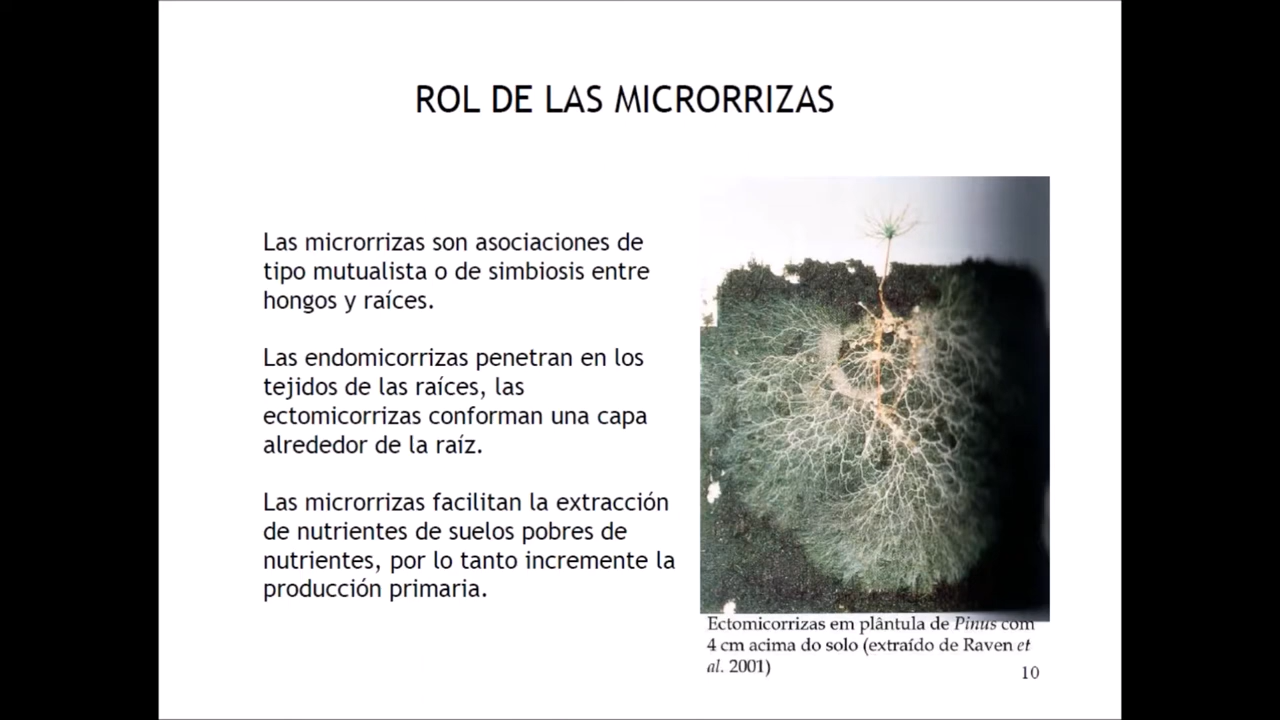 ROL DE LAS MICRORRIZAS
Las microrrizas son asociaciones de
tipo mutualista o de simbiosis entre
hongos y raíces.
Las endomicorrizas penetran en los
tejidos de las raíces, las
ectomicorrizas conforman una capa
alrededor de la raíz.
Las microrrizas facilitan la extracción
de nutrientes de suelos pobres de
nutrientes, por lo tanto incremente la
producción primaria.
Ectomicorrizas em plântula de Pinus com
4 cm acima do solo (extraído de Raven et
al. 2001)
10